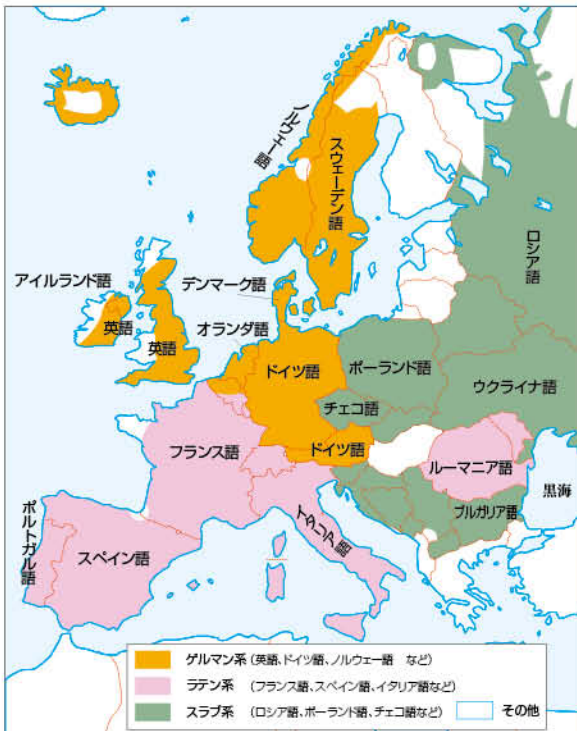 ノルウェー語
スウェーデン語
ロシア語
アイルランド語
デンマーク語
英語
英語
オランダ語
ドイツ語
ポーランド語
ウクライナ語
チェコ語
フランス語
ドイツ語
ルーマニア語
黒海
ブルガリア語
イタリア語
ポルトガル語
スペイン語
ゲルマン系 (英語、ドイツ語、ノルウェー語 など)
ラテン系 (フランス語、スペイン語、イタリア語など)
スラブ系 (ロシア語、ポーランド語、チェコ語など) その他